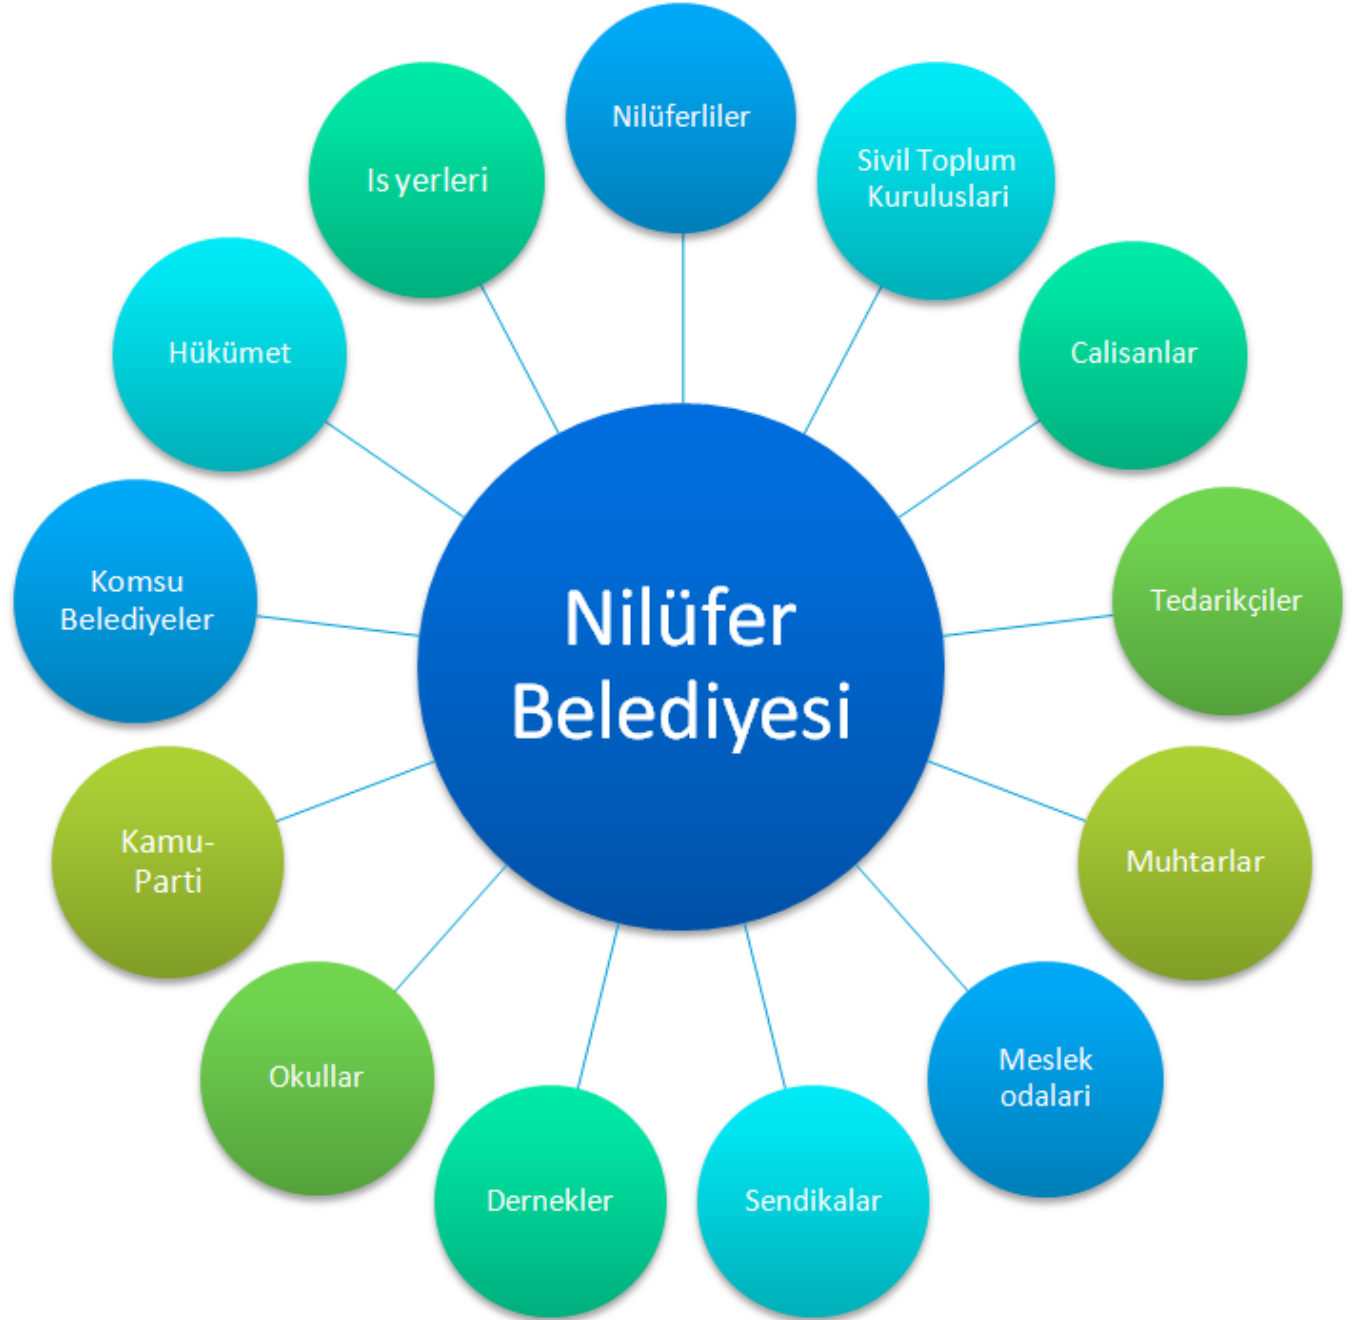 Nilüferliler
Sivil Toplum
Kuruluslari
Calisanlar
Tedarikçiler
Muhtarlar
Meslek
odalari
Sendikalar
Dernekler
Okullar
Kamu-
Parti
Komsu
Belediyeler
Hükümet
Is yerleri
Nilüfer
Belediyesi